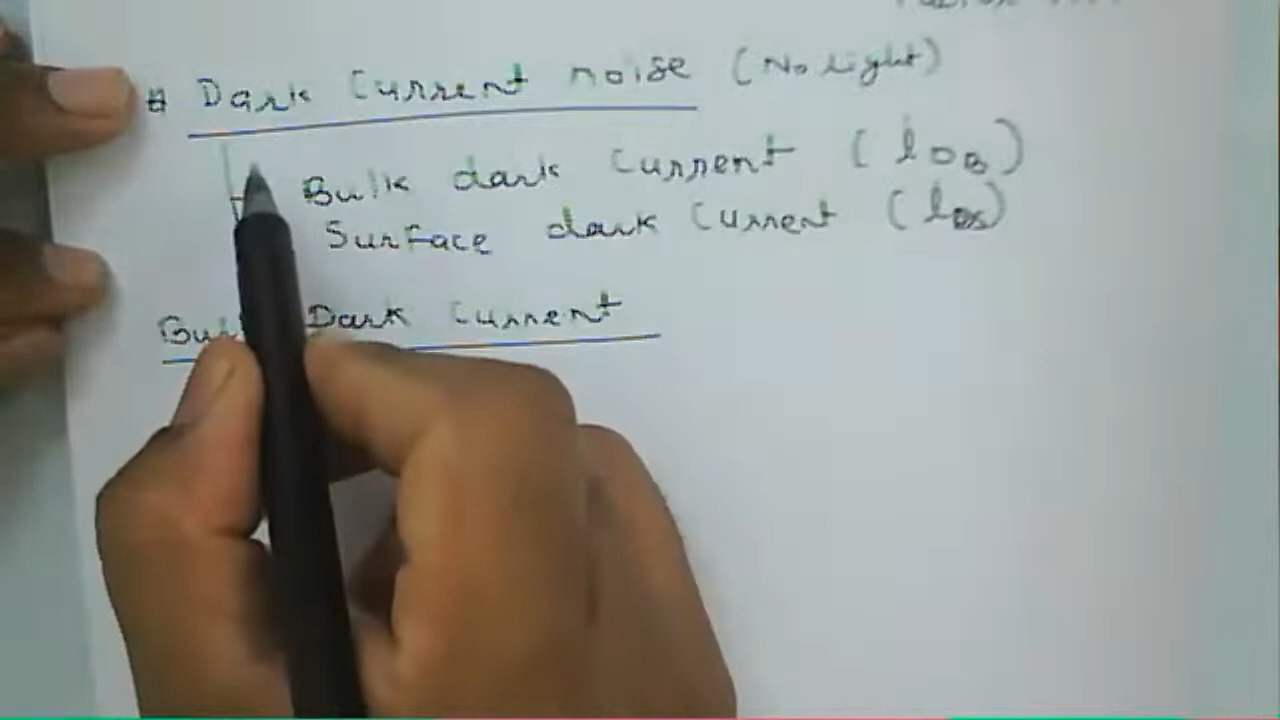 # Dark Current noise (No light)
Bulk dark current (IDB)
Surface dark current (IDS)
Dark Current